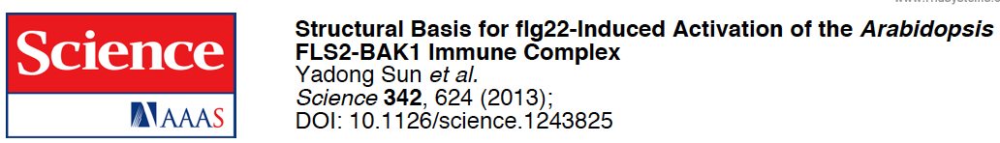 Science
AAAS
Structural Basis for flg22-Induced Activation of the Arabidopsis
FLS2-BAK1 Immune Complex
Yadong Sun et al.
Science 342, 624 (2013);
DOI: 10.1126/science.1243825